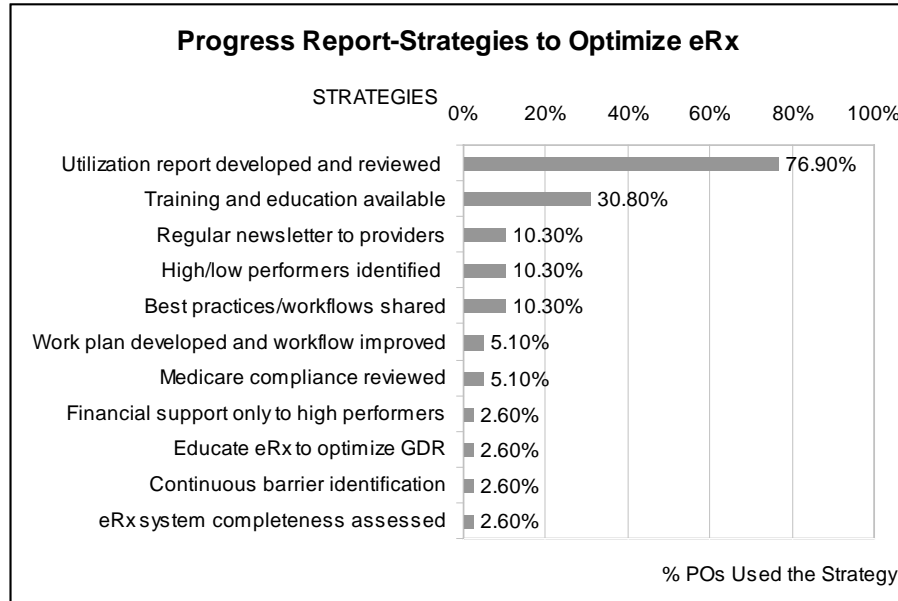 Progress Report-Strategies to Optimize eRx
STRATEGIES
0% 20% 40% 60% 80% 100%
Utilization report developed and reviewed 76.90%
Training and education available 30.80%
Regular newsletter to providers 10.30%
High/low performers identified 10.30%
Best practices/workflows shared 10.30%
Work plan developed and workflow improved 5.10%
Medicare compliance reviewed 5.10%
Financial support only to high performers 2.60%
Educate eRx to optimize GDR 2.60%
Continuous barrier identification 2.60%
eRx system completeness assessed 2.60%
% POs Used the Strategy